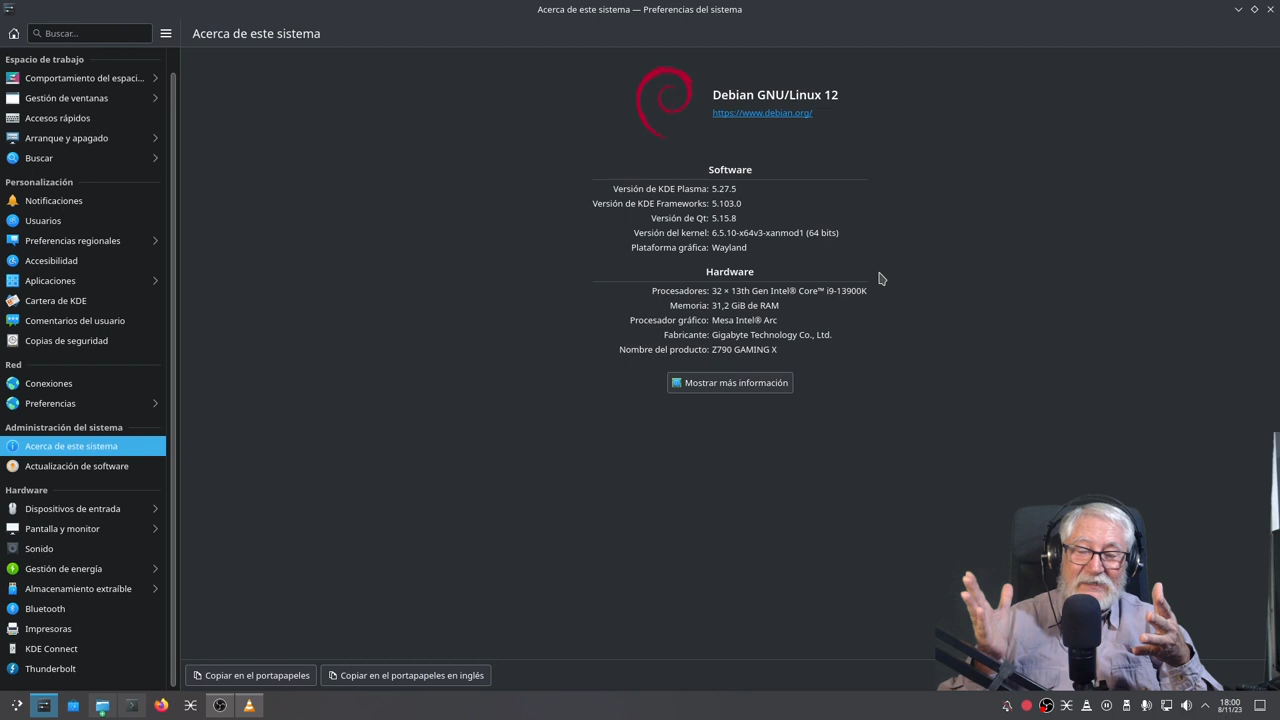 Acerca de este sistema — Preferencias del sistema
Buscar...
Acerca de este sistema
Espacio de trabajo
Comportamiento del espaci...
Gestión de ventanas
Accesos rápidos
Arranque y apagado
Buscar
Personalización
Notificaciones
Usuarios
Preferencias regionales
Accesibilidad
Aplicaciones
Cartera de KDE
Comentarios del usuario
Copias de seguridad
Red
Conexiones
Preferencias
Administración del sistema
Acerca de este sistema
Actualización de software
Hardware
Dispositivos de entrada
Pantalla y monitor
Sonido
Gestión de energía
Almacenamiento extraíble
Bluetooth
Impresoras
KDE Connect
Thunderbolt
Debian GNU/Linux 12
https://www.debian.org/
Software
Versión de KDE Plasma: 5.27.5
Versión de KDE Frameworks: 5.103.0
Versión de Qt: 5.15.8
Versión del kernel: 6.5.10-x64v3-xanmod1 (64 bits)
Plataforma gráfica: Wayland
Hardware
Procesadores: 32 × 13th Gen Intel® Core™ i9-13900K
Memoria: 31,2 GiB de RAM
Procesador gráfico: Mesa Intel® Arc
Fabricante: Gigabyte Technology Co., Ltd.
Nombre del producto: Z790 GAMING X
Mostrar más información
Copiar en el portapapeles
Copiar en el portapapeles en inglés
18:00
8/11/23